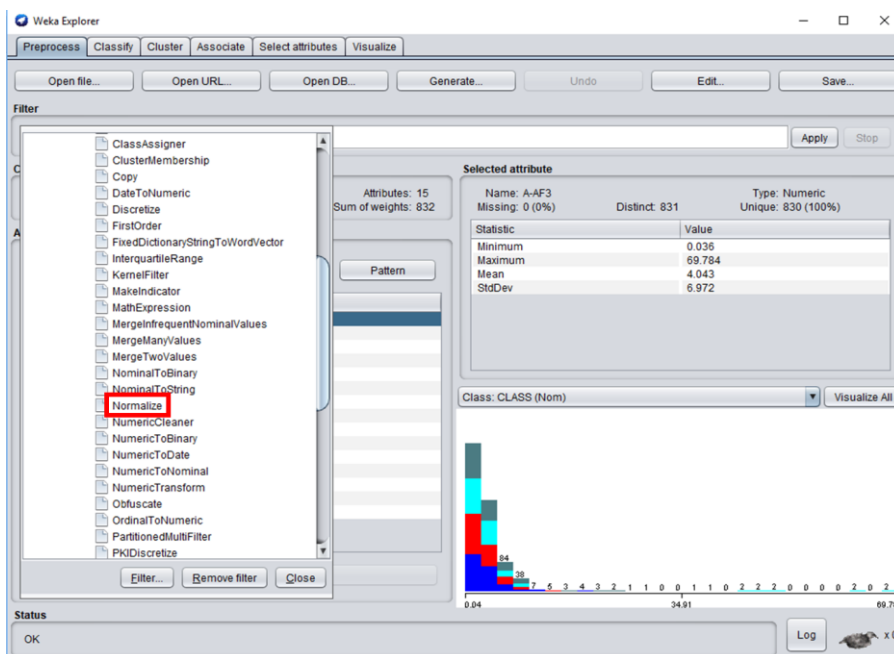 Weka Explorer
Preprocess Classify Cluster Associate Select attributes Visualize
Open file... Open URL... Open DB... Generate... Undo Edit... Save...
Filter
Apply Stop
ClassAssigner
ClusterMembership
Copy
DateToNumeric
Discretize
FirstOrder
FixedDictionaryStringToWordVector
InterquartileRange
KernelFilter
MakeIndicator
MathExpression
MergeInfrequentNominalValues
MergeManyValues
MergeTwoValues
NominalToBinary
NominalToString
Normalize
NumericCleaner
NumericToBinary
NumericToDate
NumericToNominal
NumericTransform
Obfuscate
OrdinalToNumeric
PartitionedMultiFilter
PKIDiscretize
Filter... Remove filter Close
C
Attributes: 15
Sum of weights: 832
A
Pattern
Selected attribute
Name: A-AF3 Type: Numeric
Missing: 0 (0%) Distinct: 831 Unique: 830 (100%)
Statistic Value
Minimum 0.036
Maximum 69.784
Mean 4.043
StdDev 6.972
Class: CLASS (Nom) Visualize All
84
38
7 5 3 4 3 2 1 1 0 0 1 1 0 2 2 2 0 0 0 2 0 2
0.04 34.91 69.78
Status
OK
Log x 0